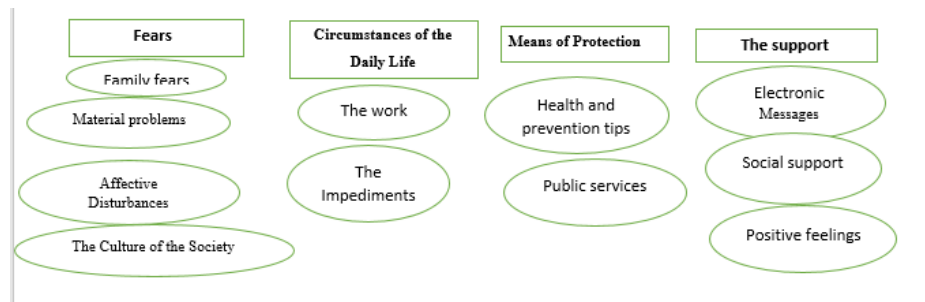 Fears
Family fears
Material problems
Affective
Disturbances
The Culture of the Society
Circumstances of the
Daily Life
The work
The
Impediments
Means of Protection
Health and
prevention tips
Public services
The support
Electronic
Messages
Social support
Positive feelings